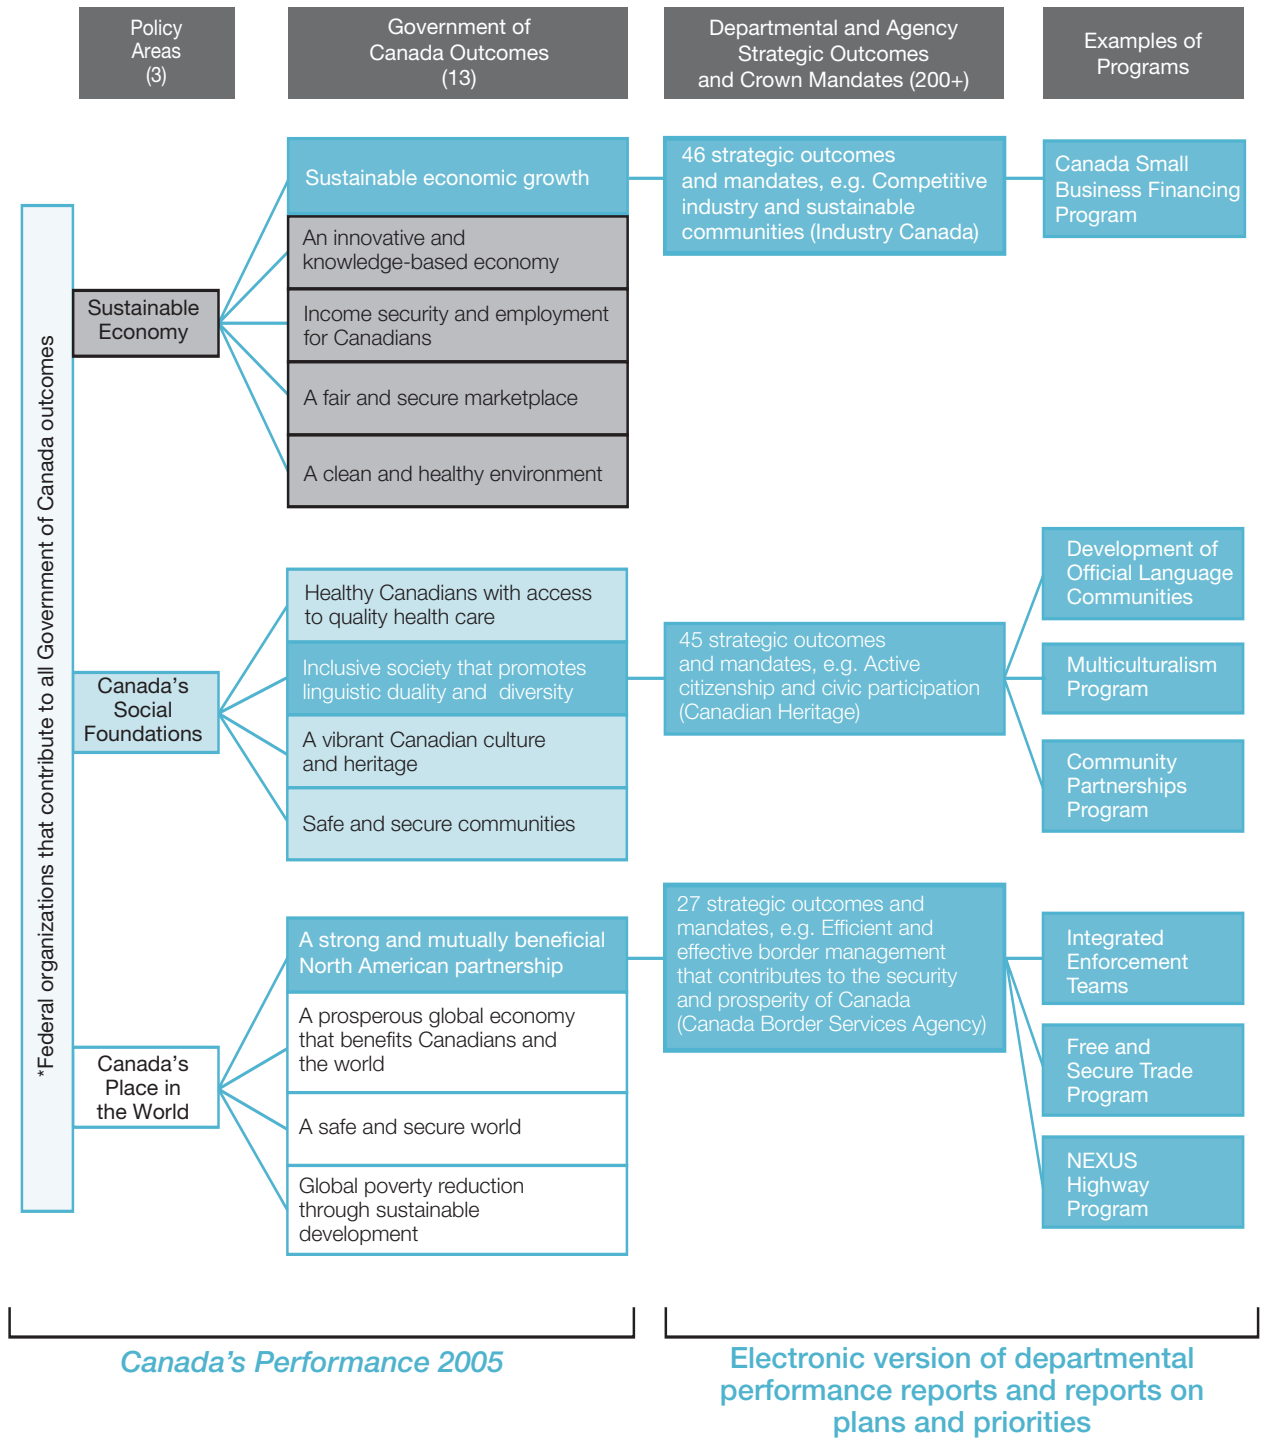 Policy
Areas
(3)
Government of
Canada Outcomes
(13)
Departmental and Agency
Strategic Outcomes
and Crown Mandates (200+)
Examples of
Programs
*Federal organizations that contribute to all Government of Canada outcomes
Sustainable
Economy
Sustainable economic growth
An innovative and
knowledge-based economy
Income security and employment
for Canadians
A fair and secure marketplace
A clean and healthy environment
46 strategic outcomes
and mandates, e.g. Competitive
industry and sustainable
communities (Industry Canada)
Canada Small
Business Financing
Program
Canada's
Social
Foundations
Healthy Canadians with access
to quality health care
Inclusive society that promotes
linguistic duality and diversity
A vibrant Canadian culture
and heritage
Safe and secure communities
45 strategic outcomes
and mandates, e.g. Active
citizenship and civic participation
(Canadian Heritage)
Development of
Official Language
Communities
Multiculturalism
Program
Community
Partnerships
Program
Canada's
Place in
the World
A strong and mutually beneficial
North American partnership
A prosperous global economy
that benefits Canadians and
the world
A safe and secure world
Global poverty reduction
through sustainable
development
27 strategic outcomes and
mandates, e.g. Efficient and
effective border management
that contributes to the security
and prosperity of Canada
(Canada Border Services Agency)
Integrated
Enforcement
Teams
Free and
Secure Trade
Program
NEXUS
Highway
Program
Canada's Performance 2005
Electronic version of departmental
performance reports and reports on
plans and priorities